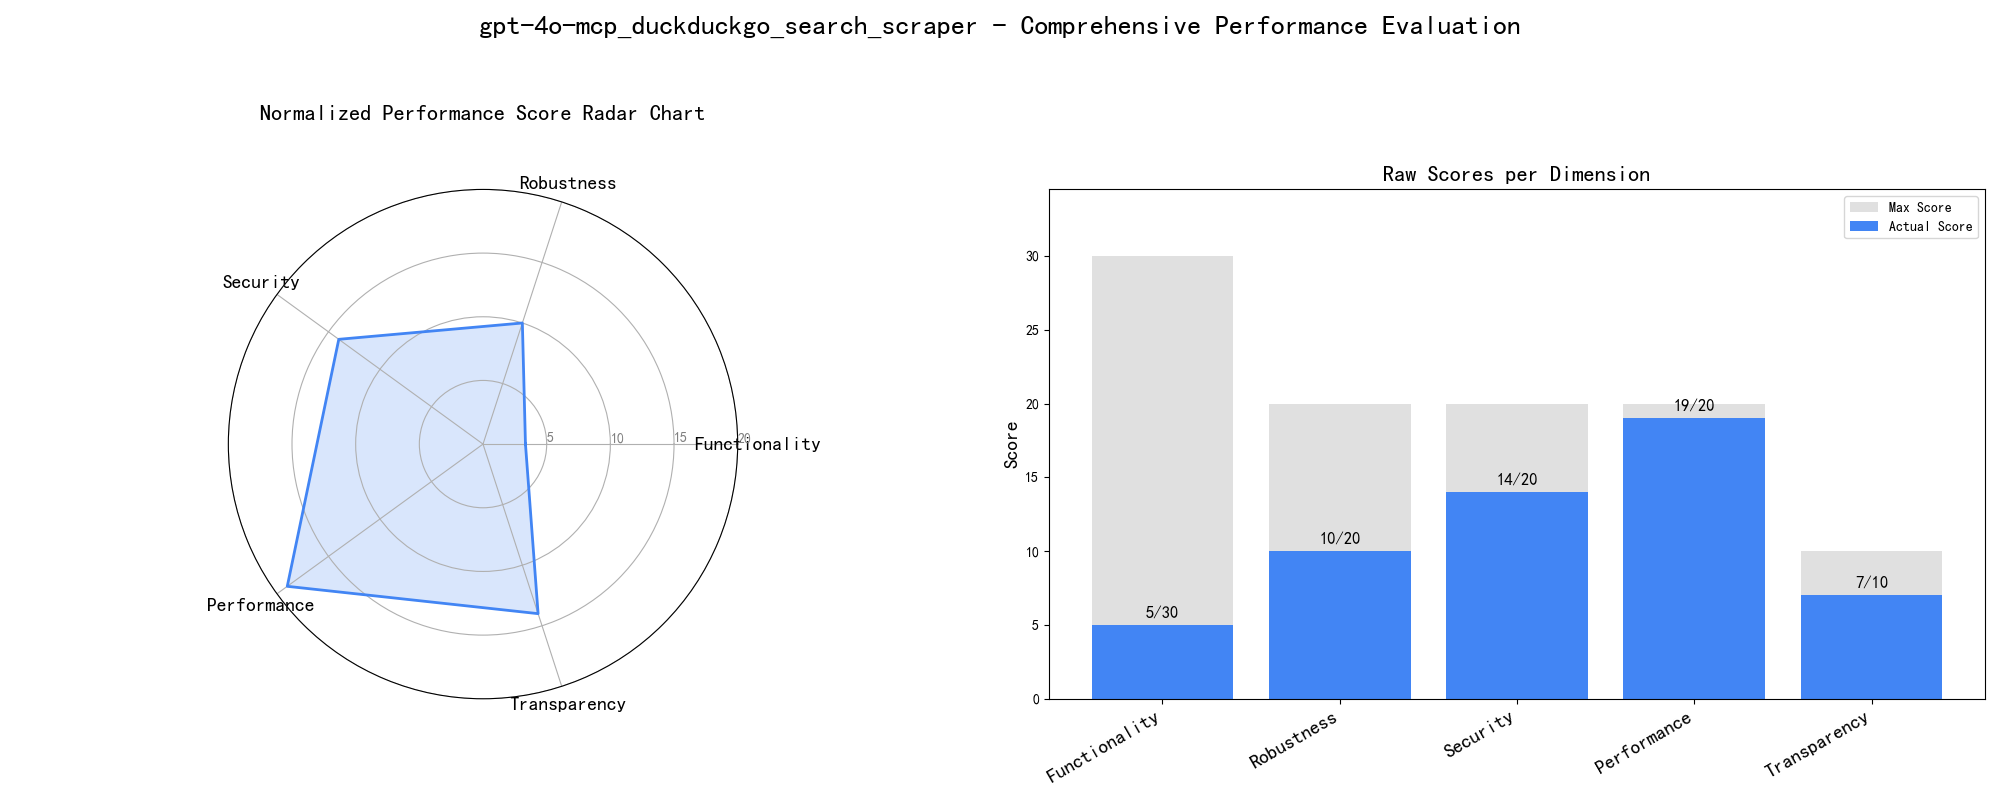 gpt-4o-mcp_duckduckgo_search_scraper - Comprehensive Performance Evaluation
Normalized Performance Score Radar Chart
Robustness
Security
Functionality
Performance
Transparency
5
10
15
20
Raw Scores per Dimension
Max Score
Actual Score
Score
30
25
20
15
10
5
0
5/30
10/20
14/20
19/20
7/10
Functionality
Robustness
Security
Performance
Transparency